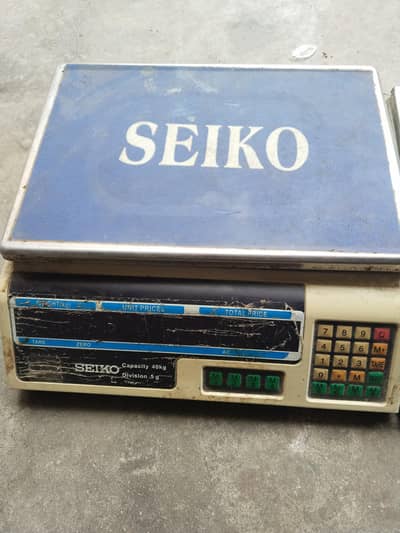 SEIKO
UNIT PRICE
TOTAL PRICE
7 8 9
4 5 6 M+
1 2 3
0 M
TARE ZERO
SEIKO Capacity 40kg
Division 5g